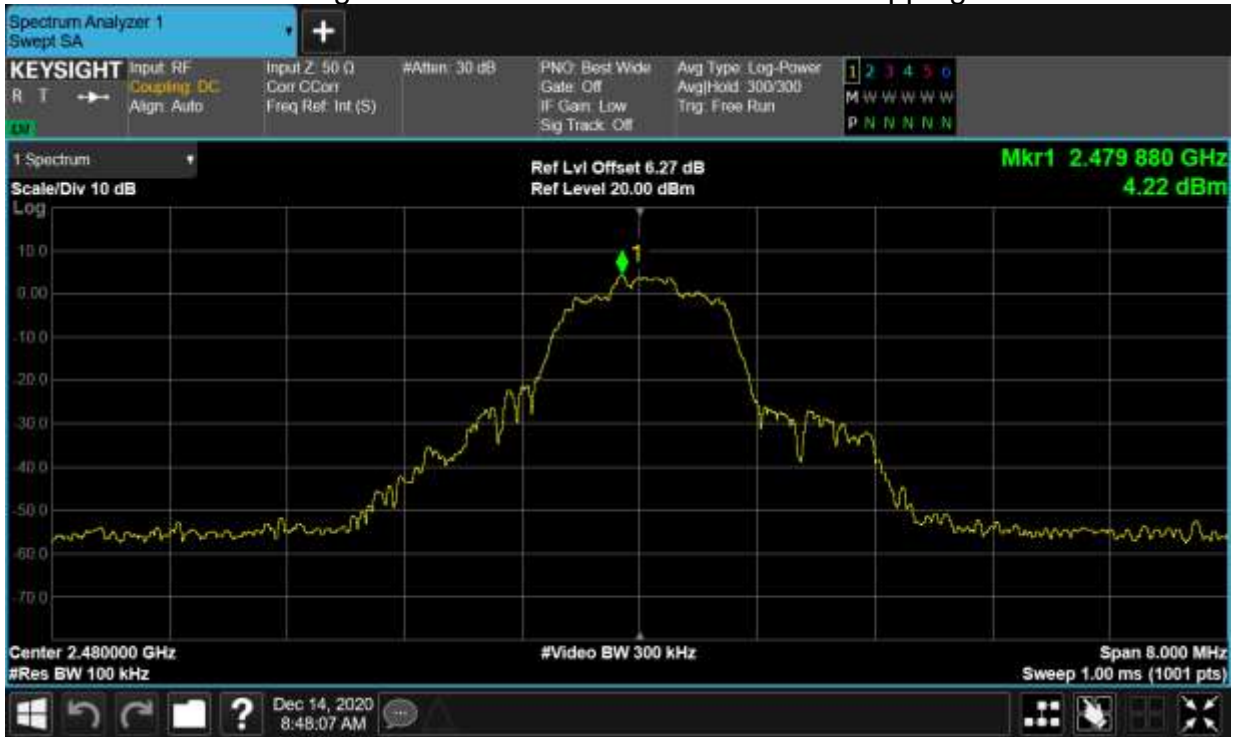 Spectrum Analyzer 1
Swept SA
+
KEYSIGHT
R T
Input: RF
Coupling: DC
Align: Auto
Input Z: 50 Ω
Corr CCorr
Freq Ref: Int (S)
#Atten: 30 dB
PNO: Best Wide
Gate: Off
IF Gain: Low
Sig Track: Off
Avg Type: Log-Power
Avg|Hold: 300/300
Trig: Free Run
1 2 3 4 5 6
M W W W W W
P N N N N N
1 Spectrum
Scale/Div 10 dB
Log
Ref Lvl Offset 6.27 dB
Ref Level 20.00 dBm
Mkr1 2.479 880 GHz
4.22 dBm
1
10.0
0.00
-10.0
-20.0
-30.0
-40.0
-50.0
-60.0
-70.0
Center 2.480000 GHz
#Res BW 100 kHz
#Video BW 300 kHz
Span 8.000 MHz
Sweep 1.00 ms (1001 pts)
?
Dec 14, 2020
8:48:07 AM